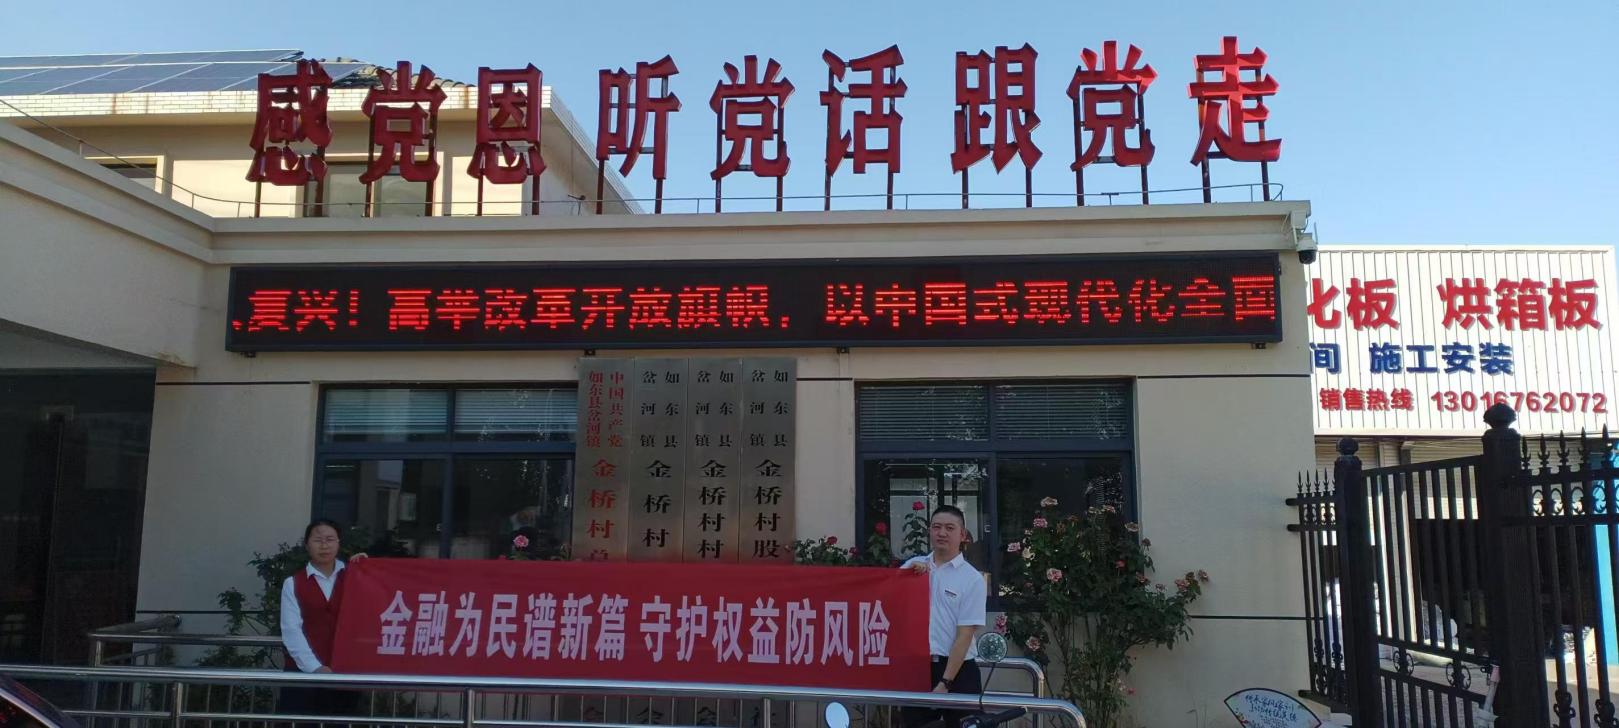 感党恩 听党话 跟党走
复兴！高举改革开放旗帜，以中国式现代化全面
化板 烘箱板
间 施工安装
销售热线 13016762072
中国共产党
如东县岔河镇
金桥村总
如东县
岔河镇
金桥村
如东县
岔河镇
金桥村村
如东县
岔河镇
金桥村股
金融为民谱新篇 守护权益防风险